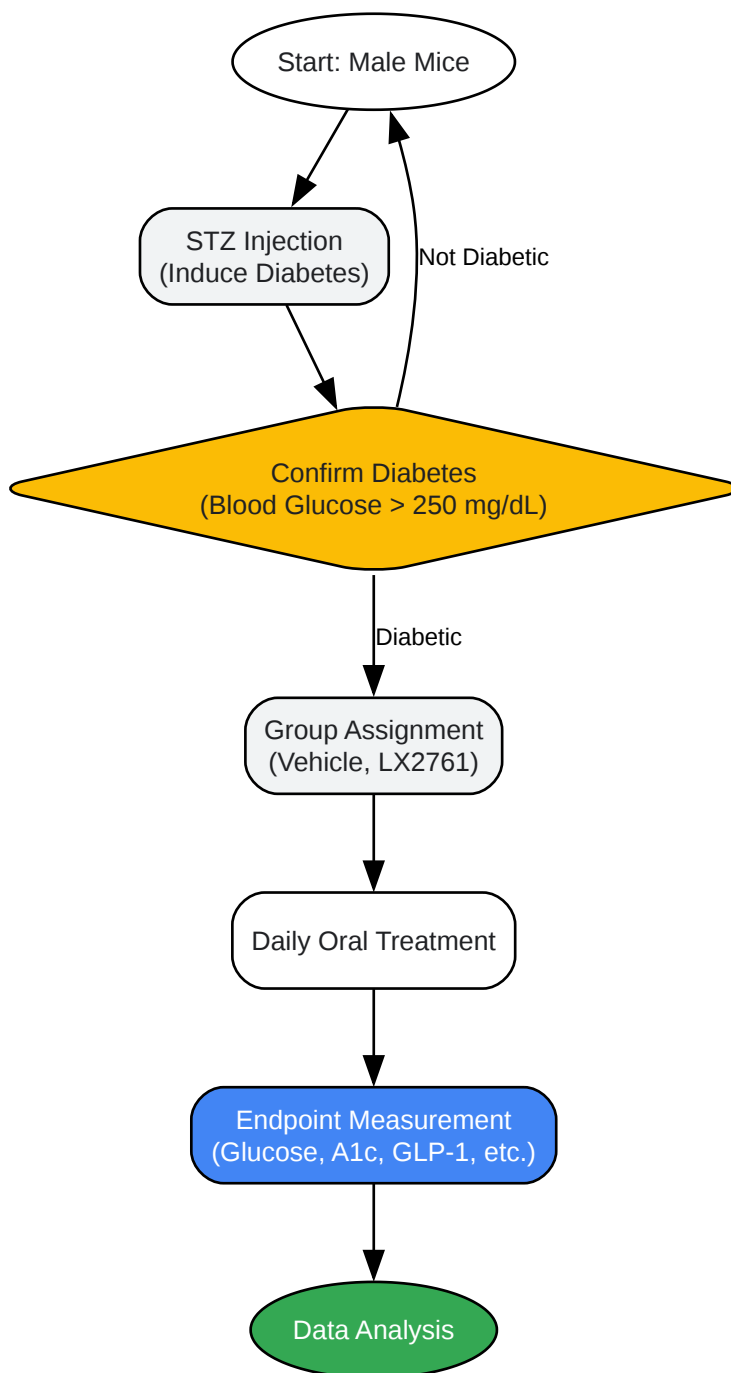 Start: Male Mice
STZ Injection
(Induce Diabetes)
Not Diabetic
Confirm Diabetes
(Blood Glucose > 250 mg/dL)
Diabetic
Group Assignment
(Vehicle, LX2761)
Daily Oral Treatment
Endpoint Measurement
(Glucose, A1c, GLP-1, etc.)
Data Analysis